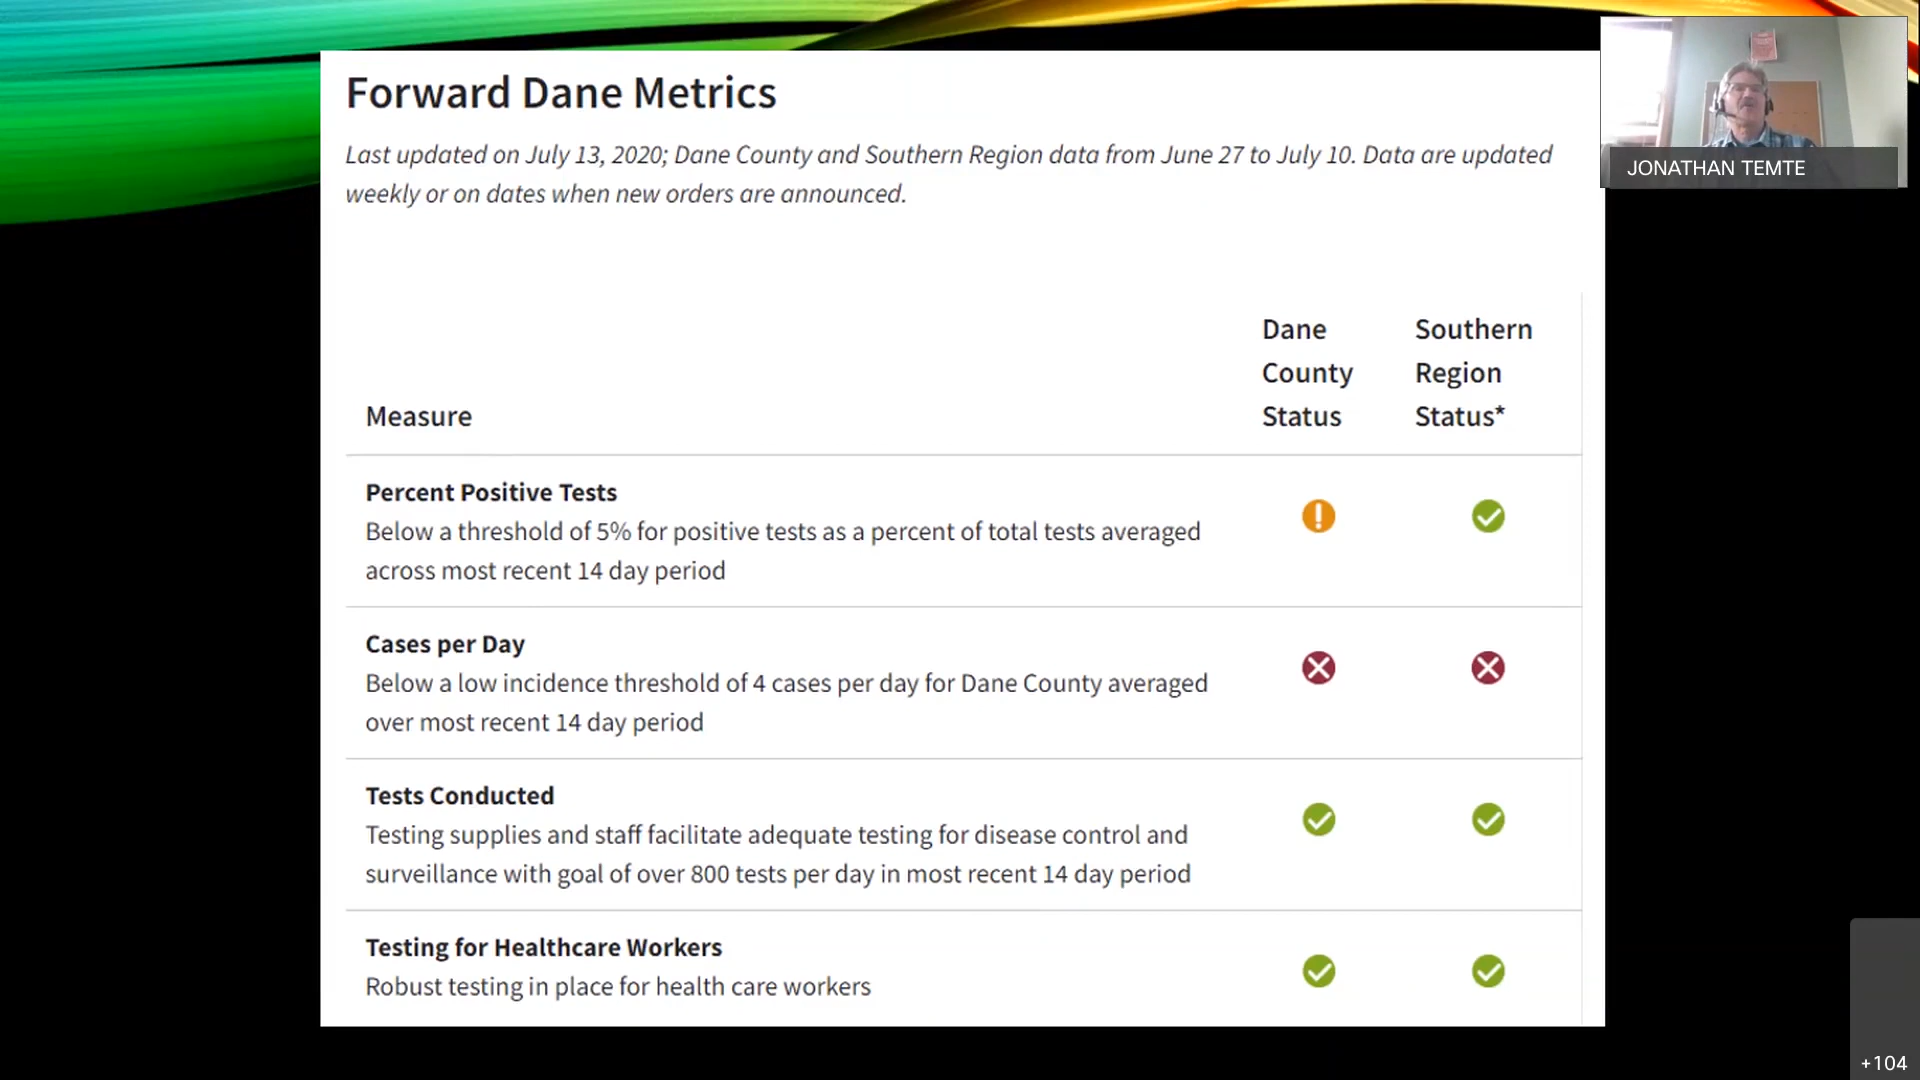 Forward Dane Metrics
Last updated on July 13, 2020; Dane County and Southern Region data from June 27 to July 10. Data are updated
weekly or on dates when new orders are announced.
JONATHAN TEMTE
Measure
Dane
County
Status
Southern
Region
Status*
Percent Positive Tests
Below a threshold of 5% for positive tests as a percent of total tests averaged
across most recent 14 day period
Cases per Day
Below a low incidence threshold of 4 cases per day for Dane County averaged
over most recent 14 day period
Tests Conducted
Testing supplies and staff facilitate adequate testing for disease control and
surveillance with goal of over 800 tests per day in most recent 14 day period
Testing for Healthcare Workers
Robust testing in place for health care workers
+104